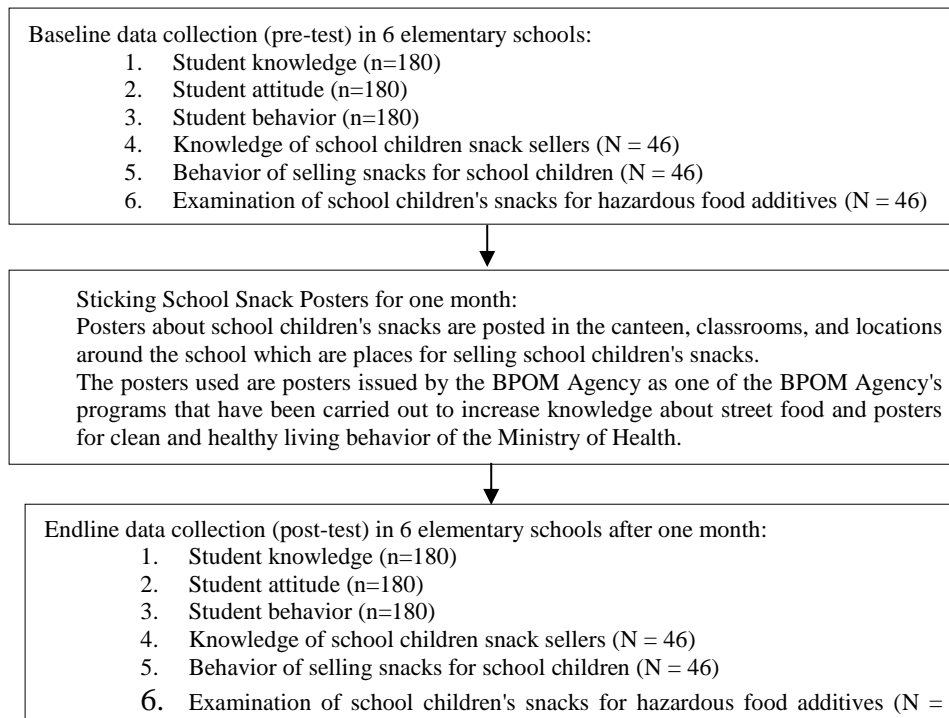 Baseline data collection (pre-test) in 6 elementary schools:
1. Student knowledge (n=180)
2. Student attitude (n=180)
3. Student behavior (n=180)
4. Knowledge of school children snack sellers (N = 46)
5. Behavior of selling snacks for school children (N = 46)
6. Examination of school children's snacks for hazardous food additives (N = 46)
Sticking School Snack Posters for one month:
Posters about school children's snacks are posted in the canteen, classrooms, and locations
around the school which are places for selling school children's snacks.
The posters used are posters issued by the BPOM Agency as one of the BPOM Agency's
programs that have been carried out to increase knowledge about street food and posters
for clean and healthy living behavior of the Ministry of Health.
Endline data collection (post-test) in 6 elementary schools after one month:
1. Student knowledge (n=180)
2. Student attitude (n=180)
3. Student behavior (n=180)
4. Knowledge of school children snack sellers (N = 46)
5. Behavior of selling snacks for school children (N = 46)
6. Examination of school children's snacks for hazardous food additives (N =